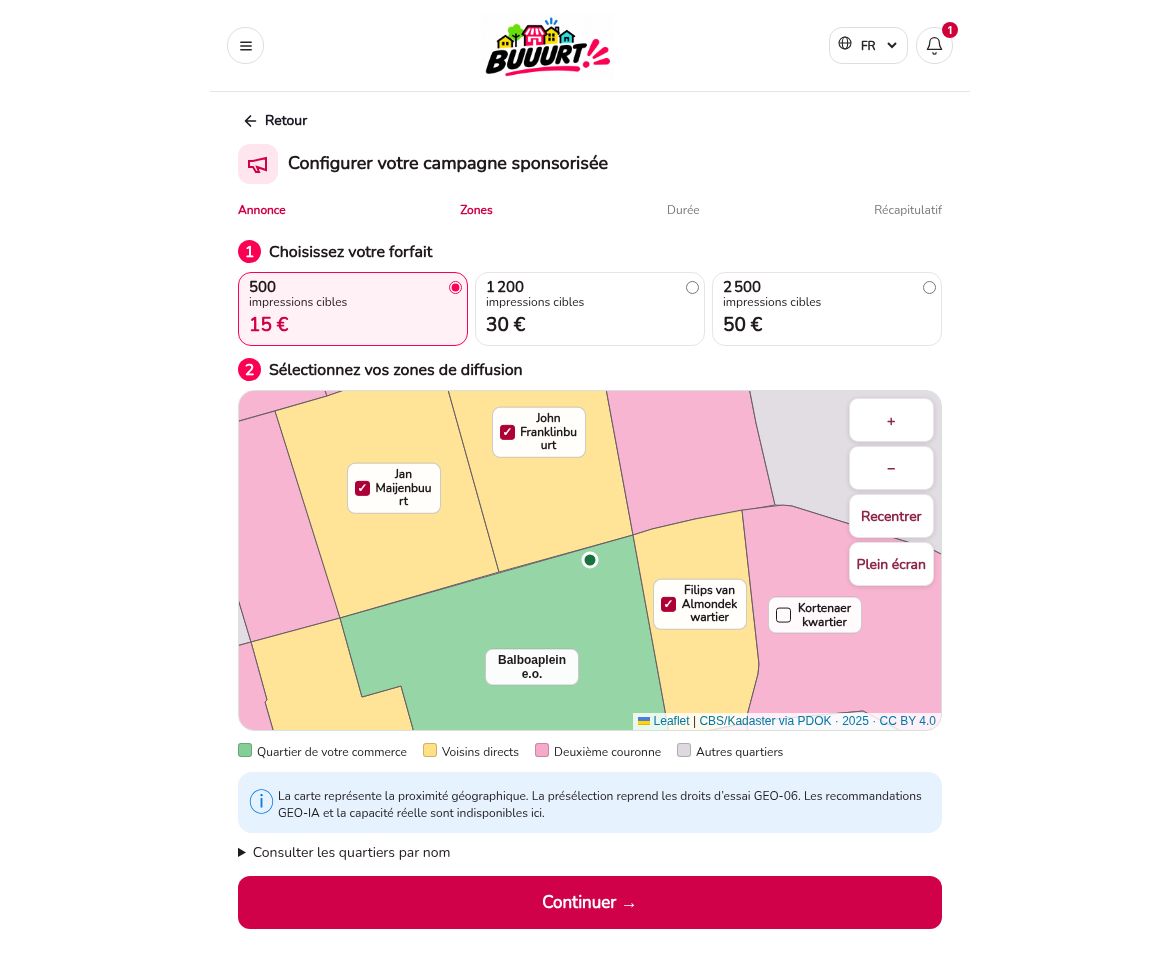 BUUURT!
FR
1
Retour
Configurer votre campagne sponsorisée
Annonce
Zones
Durée
Récapitulatif
1 Choisissez votre forfait
500
impressions cibles
15 €
1 200
impressions cibles
30 €
2 500
impressions cibles
50 €
2 Sélectionnez vos zones de diffusion
John
Franklinbu
urt
Jan
Maijenbuu
rt
+
−
Recentrer
Plein écran
Filips van
Almondek
wartier
Kortenaer
kwartier
Balboaplein
e.o.
Leaflet | CBS/Kadaster via PDOK · 2025 · CC BY 4.0
Quartier de votre commerce
Voisins directs
Deuxième couronne
Autres quartiers
La carte représente la proximité géographique. La présélection reprend les droits d'essai GEO-06. Les recommandations
GEO-IA et la capacité réelle sont indisponibles ici.
Consulter les quartiers par nom
Continuer →